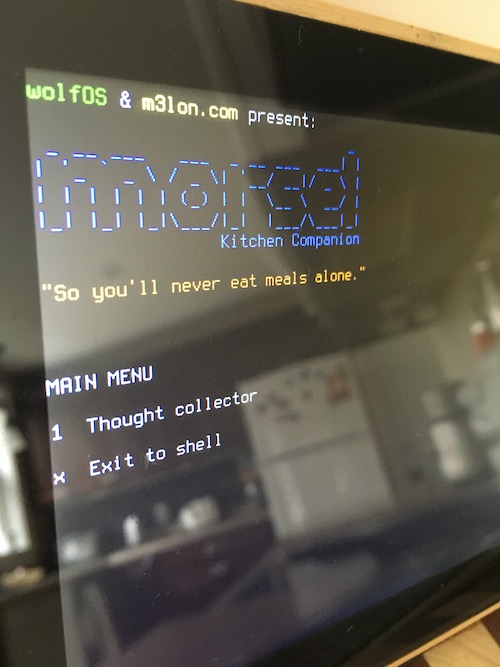 wolfOS & m3lon.com present:
morsel
Kitchen Companion
"So you'll never eat meals alone."
MAIN MENU
1 Thought collector
x Exit to shell